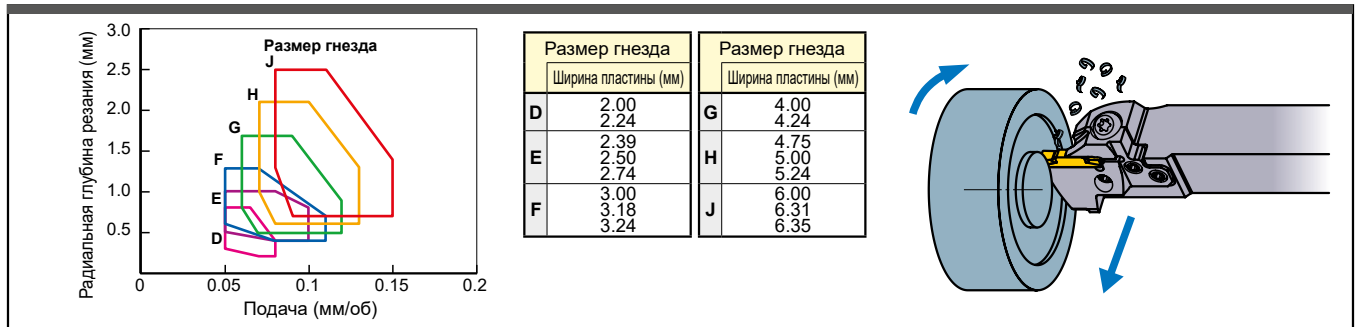 Радиальная глубина резания (мм)
3.0
2.5
2.0
1.5
1.0
0.5
0
0.05
0.1
0.15
0.2
Подача (мм/об)
Размер гнезда
J
H
G
F
E
D
Размер гнезда
Ширина пластины (мм)
D
2.00
2.24
E
2.39
2.50
2.74
F
3.00
3.18
3.24
Размер гнезда
Ширина пластины (мм)
G
4.00
4.24
H
4.75
5.00
5.24
J
6.00
6.31
6.35